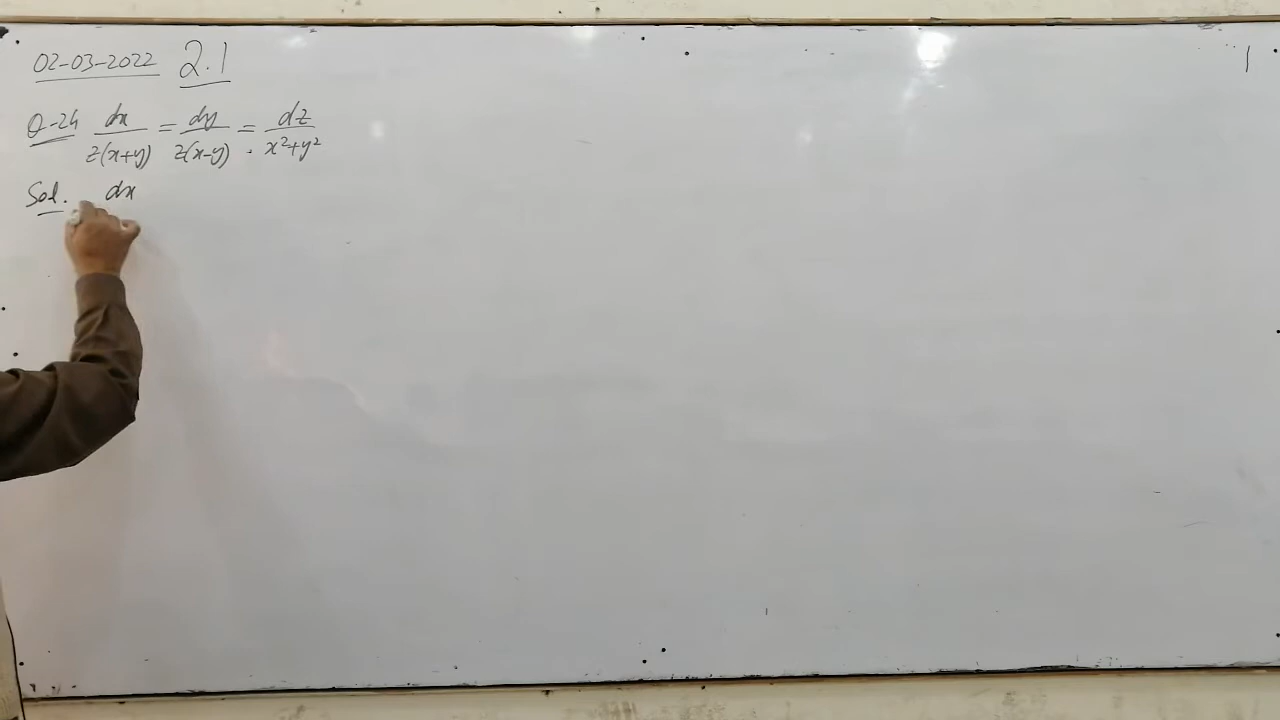 02-03-2022 2.1
Q-24 dx/z(x+y) = dy/z(x-y) = dz/x²+y²
Sol. dx